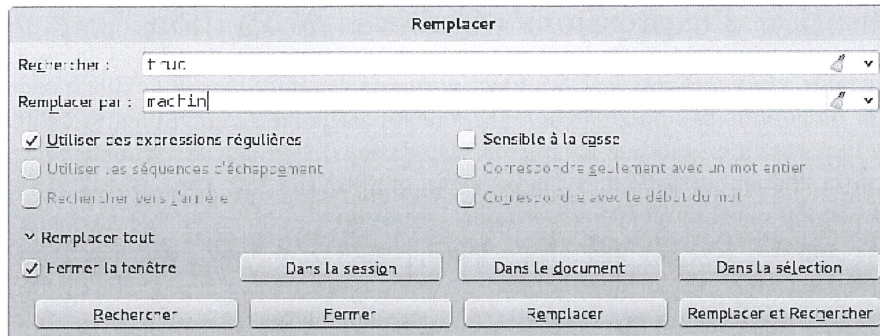 Remplacer
Rechercher : truc
Remplacer par : machin
Utiliser des expressions régulières Sensible à la casse
Utiliser les séquences d'échappement Correspondre seulement avec un mot entier
Rechercher vers l'arrière Correspondre avec le début du mot
Remplacer tout
Fermer la fenêtre Dans la session Dans le document Dans la sélection
Rechercher Fermer Remplacer Remplacer et Rechercher